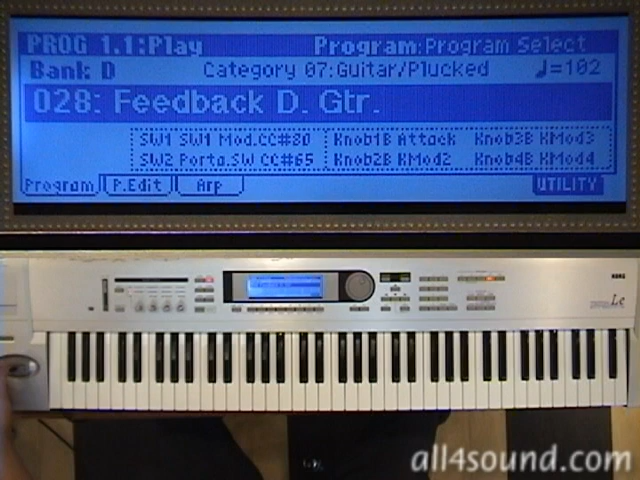 PROG 1.1:Play Program:Program Select
Bank D Category 07:Guitar/Plucked ♩=102
028: Feedback D. Gtr.
SW1 SW1 Mod.CC#80 Knob1B Attack Knob3B KMod3
SW2 Porta.SW CC#65 Knob2B KMod2 Knob4B KMod4
Program P.Edit Arp UTILITY
KORG
Le
all4sound.com